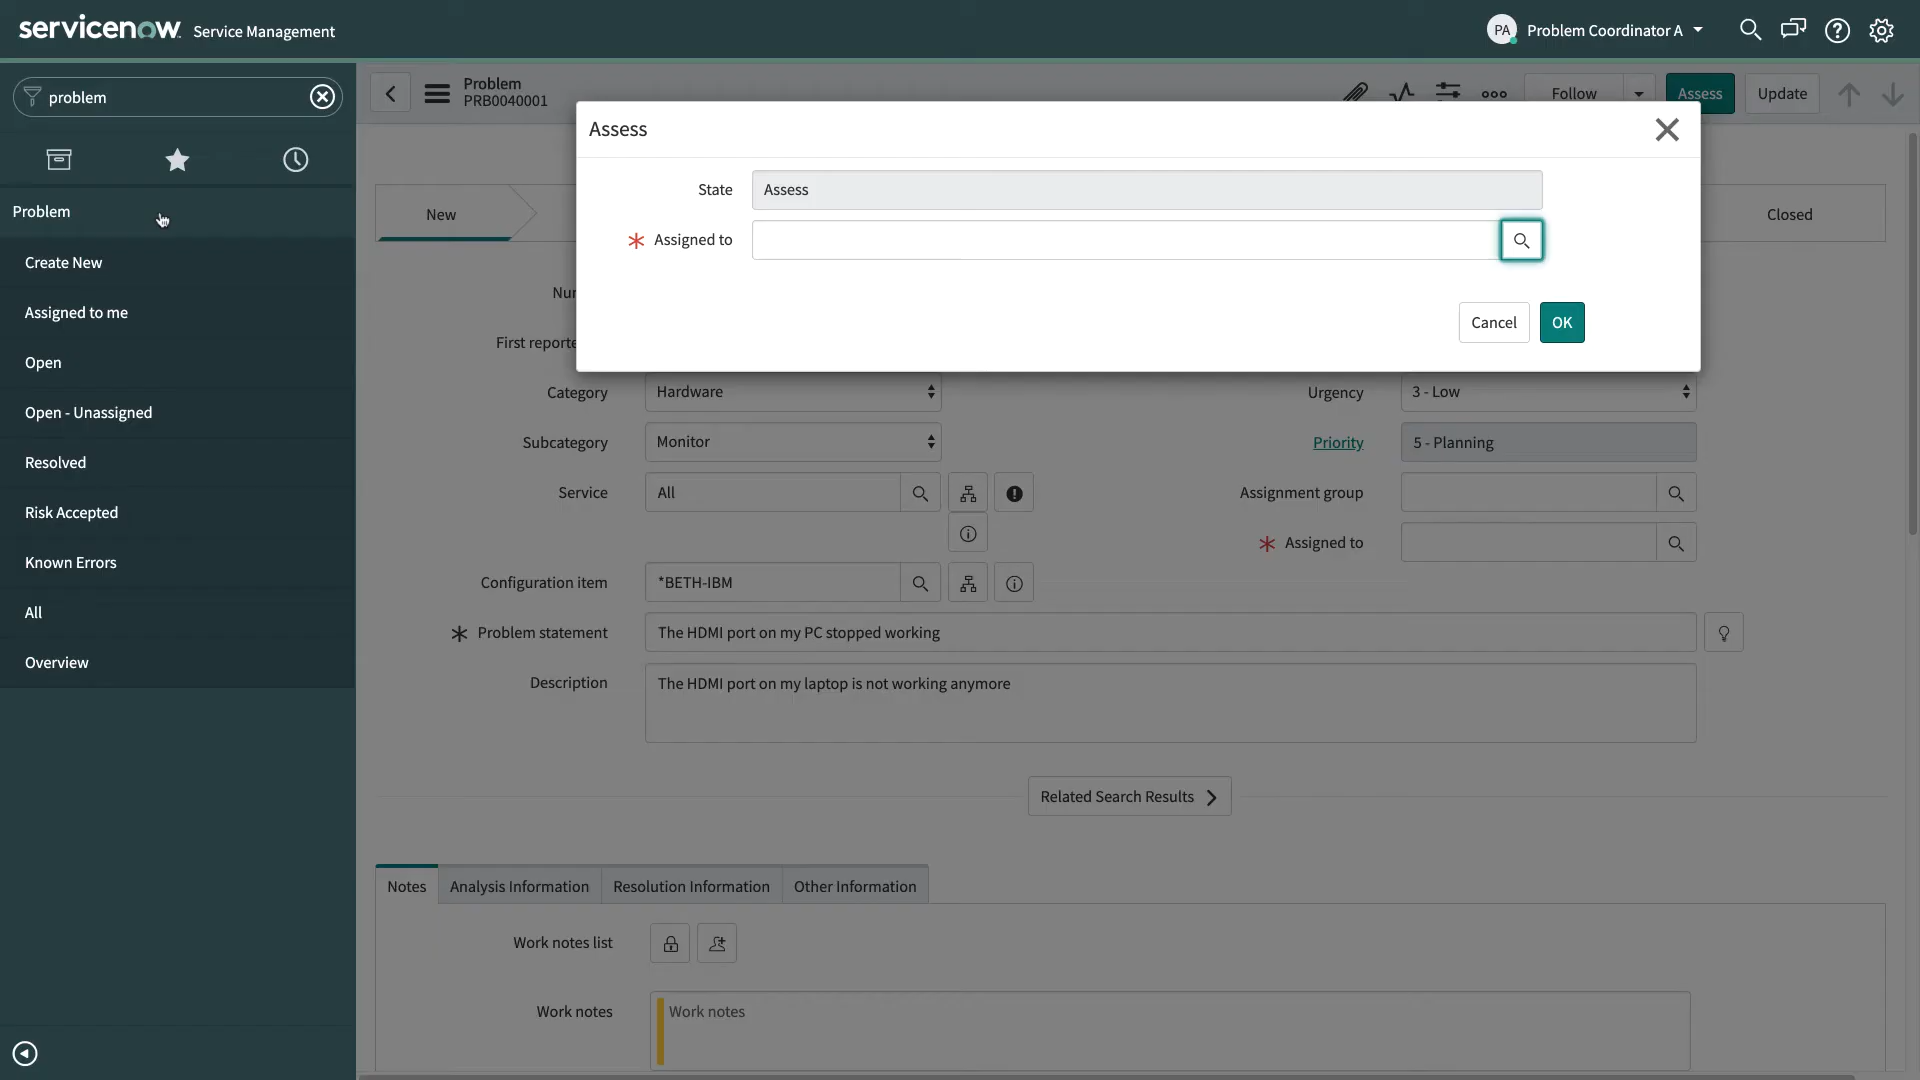 servicenow Service Management
PA Problem Coordinator A
problem
Problem
Create New
Assigned to me
Open
Open - Unassigned
Resolved
Risk Accepted
Known Errors
All
Overview
Problem
PRB0040001
Follow
Assess
Update
Assess
State
Assess
* Assigned to
Cancel
OK
New
Closed
Num
First reporte
Category
Hardware
Urgency
3 - Low
Subcategory
Monitor
Priority
5 - Planning
Service
All
Assignment group
* Assigned to
Configuration item
*BETH-IBM
* Problem statement
The HDMI port on my PC stopped working
Description
The HDMI port on my laptop is not working anymore
Related Search Results
Notes
Analysis Information
Resolution Information
Other Information
Work notes list
Work notes
Work notes